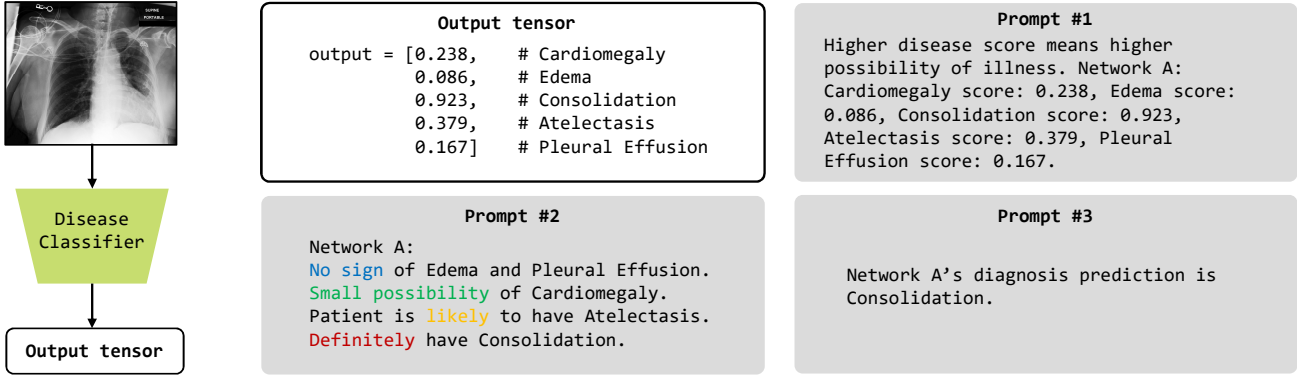 SUPINE
PORTABLE
Disease
Classifier
Output tensor
Output tensor
output = [0.238, # Cardiomegaly
0.086, # Edema
0.923, # Consolidation
0.379, # Atelectasis
0.167] # Pleural Effusion
Prompt #1
Higher disease score means higher
possibility of illness. Network A:
Cardiomegaly score: 0.238, Edema score:
0.086, Consolidation score: 0.923,
Atelectasis score: 0.379, Pleural
Effusion score: 0.167.
Prompt #2
Network A:
No sign of Edema and Pleural Effusion.
Small possibility of Cardiomegaly.
Patient is likely to have Atelectasis.
Definitely have Consolidation.
Prompt #3
Network A’s diagnosis prediction is
Consolidation.